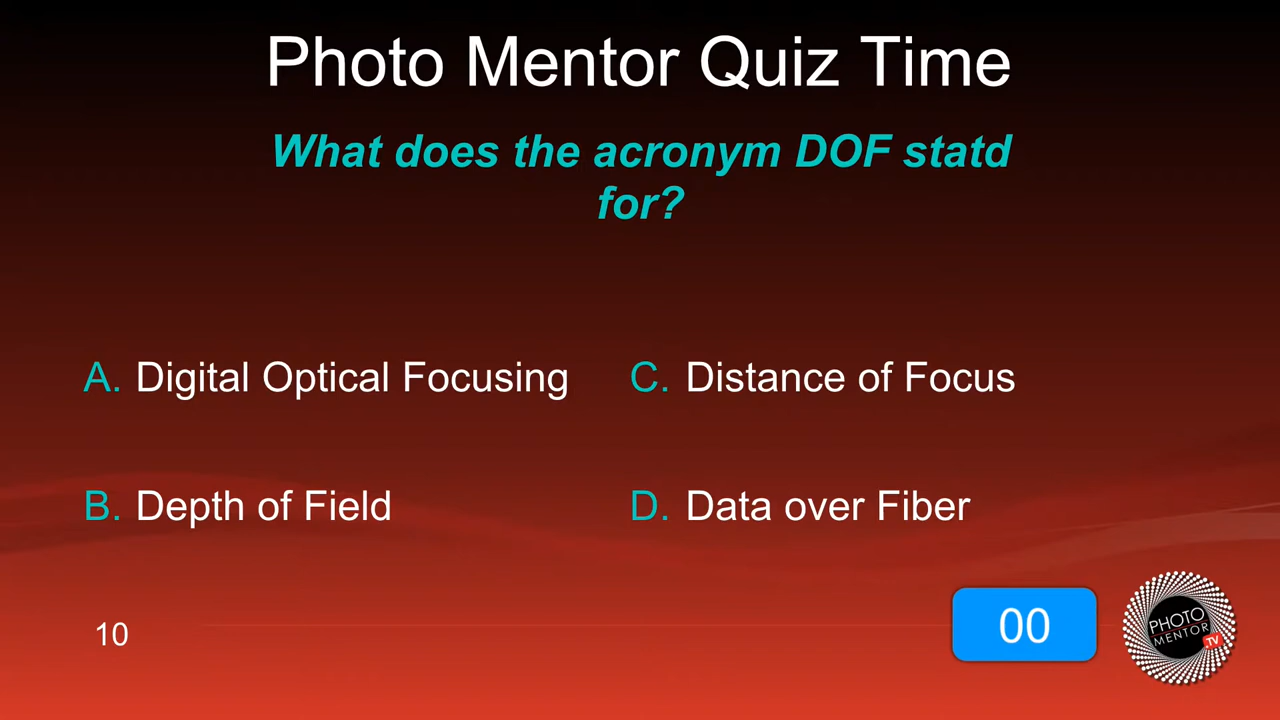 Photo Mentor Quiz Time
What does the acronym DOF statd
for?
A. Digital Optical Focusing
C. Distance of Focus
B. Depth of Field
D. Data over Fiber
10
00
PHOTO
MENTOR
TV